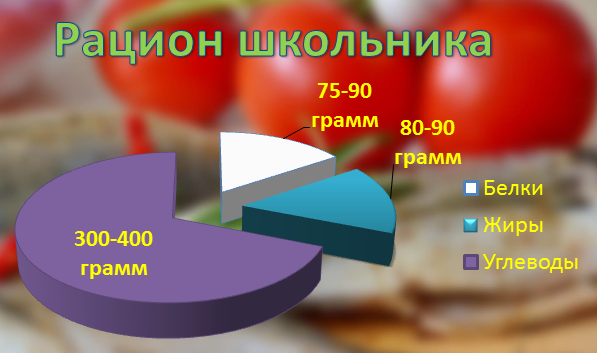 Рацион школьника
75-90
грамм
80-90
грамм
300-400
грамм
Белки
Жиры
Углеводы